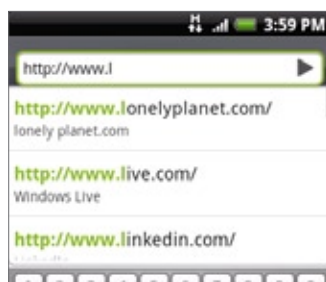 H 3:59 PM
http://www.l
http://www.lonelyplanet.com/
lonely planet.com
http://www.live.com/
Windows Live
http://www.linkedin.com/